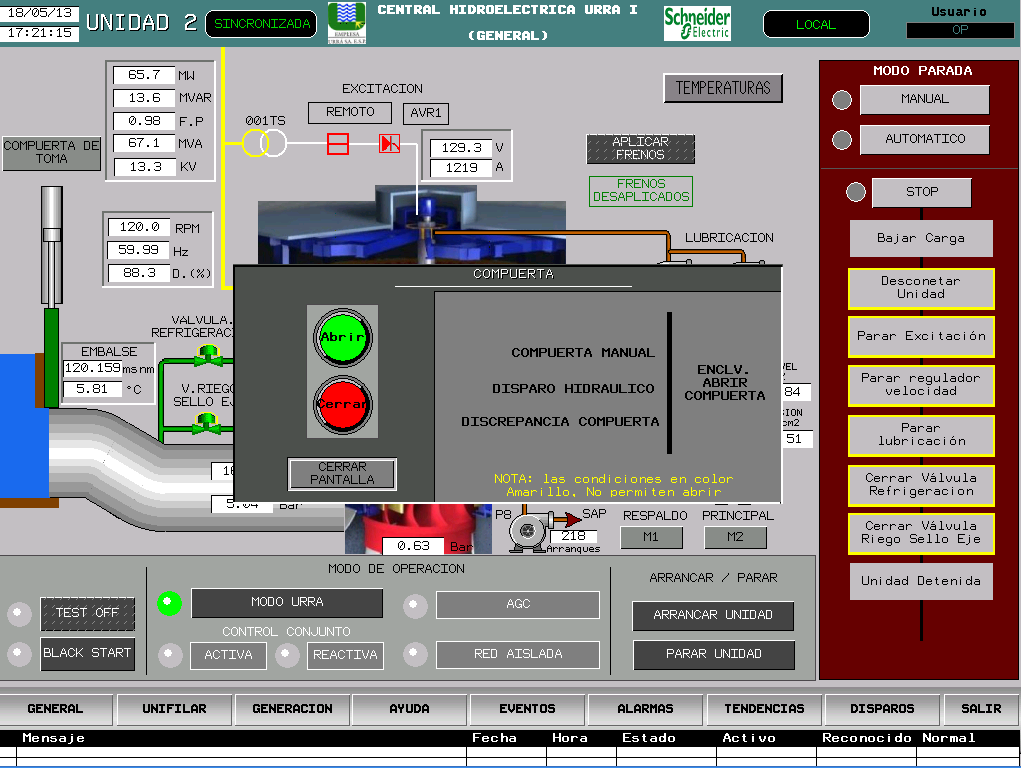 18/05/13
17:21:15
UNIDAD 2
SINCRONIZADA
EMPRESA
URRA S.A. E.S.P.
CENTRAL HIDROELECTRICA URRA I
(GENERAL)
Schneider
Electric
LOCAL
Usuario
OP
65.7 MW
13.6 MVAR
0.98 F.P
67.1 MVA
13.3 KV
COMPUERTA DE
TOMA
001TS
EXCITACION
REMOTO
AVR1
129.3 V
1219 A
TEMPERATURAS
APLICAR
FRENOS
FRENOS
DESAPLICADOS
120.0 RPM
59.99 Hz
88.3 D.(%)
LUBRICACION
VALVULA.
REFRIGERAC
EMBALSE
120.159 msnm
5.81 °C
V.RIEGO
SELLO EJ
COMPUERTA
Abrir
Cerrar
CERRAR
PANTALLA
COMPUERTA MANUAL
DISPARO HIDRAULICO
DISCREPANCIA COMPUERTA
ENCLV.
ABRIR
COMPUERTA
NOTA: las condiciones en color
Amarillo, No permiten abrir
84
cm2
51
5.04 Bar
0.63 Bar
P8
SAP
218
Arranques
RESPALDO
M1
PRINCIPAL
M2
MODO PARADA
MANUAL
AUTOMATICO
STOP
Bajar Carga
Desconetar
Unidad
Parar Excitación
Parar regulador
velocidad
Parar
lubricación
Cerrar Válvula
Refrigeracion
Cerrar Válvula
Riego Sello Eje
Unidad Detenida
TEST OFF
BLACK START
MODO DE OPERACION
MODO URRA
CONTROL CONJUNTO
ACTIVA
REACTIVA
AGC
RED AISLADA
ARRANCAR / PARAR
ARRANCAR UNIDAD
PARAR UNIDAD
GENERAL
UNIFILAR
GENERACION
AYUDA
EVENTOS
ALARMAS
TENDENCIAS
DISPAROS
SALIR
Mensaje Fecha Hora Estado Activo Reconocido Normal